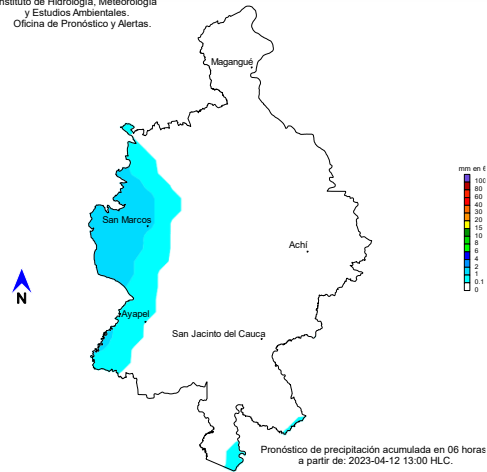 nstituto de Hidrología, Meteorología
y Estudios Ambientales.
Oficina de Pronóstico y Alertas.
Magangué
mm en 6
100
80
60
40
30
20
15
10
8
6
4
2
1
0.1
0
San Marcos
Achí
N
Ayapel
San Jacinto del Cauca
Pronóstico de precipitación acumulada en 06 horas
a partir de: 2023-04-12 13:00 HLC.